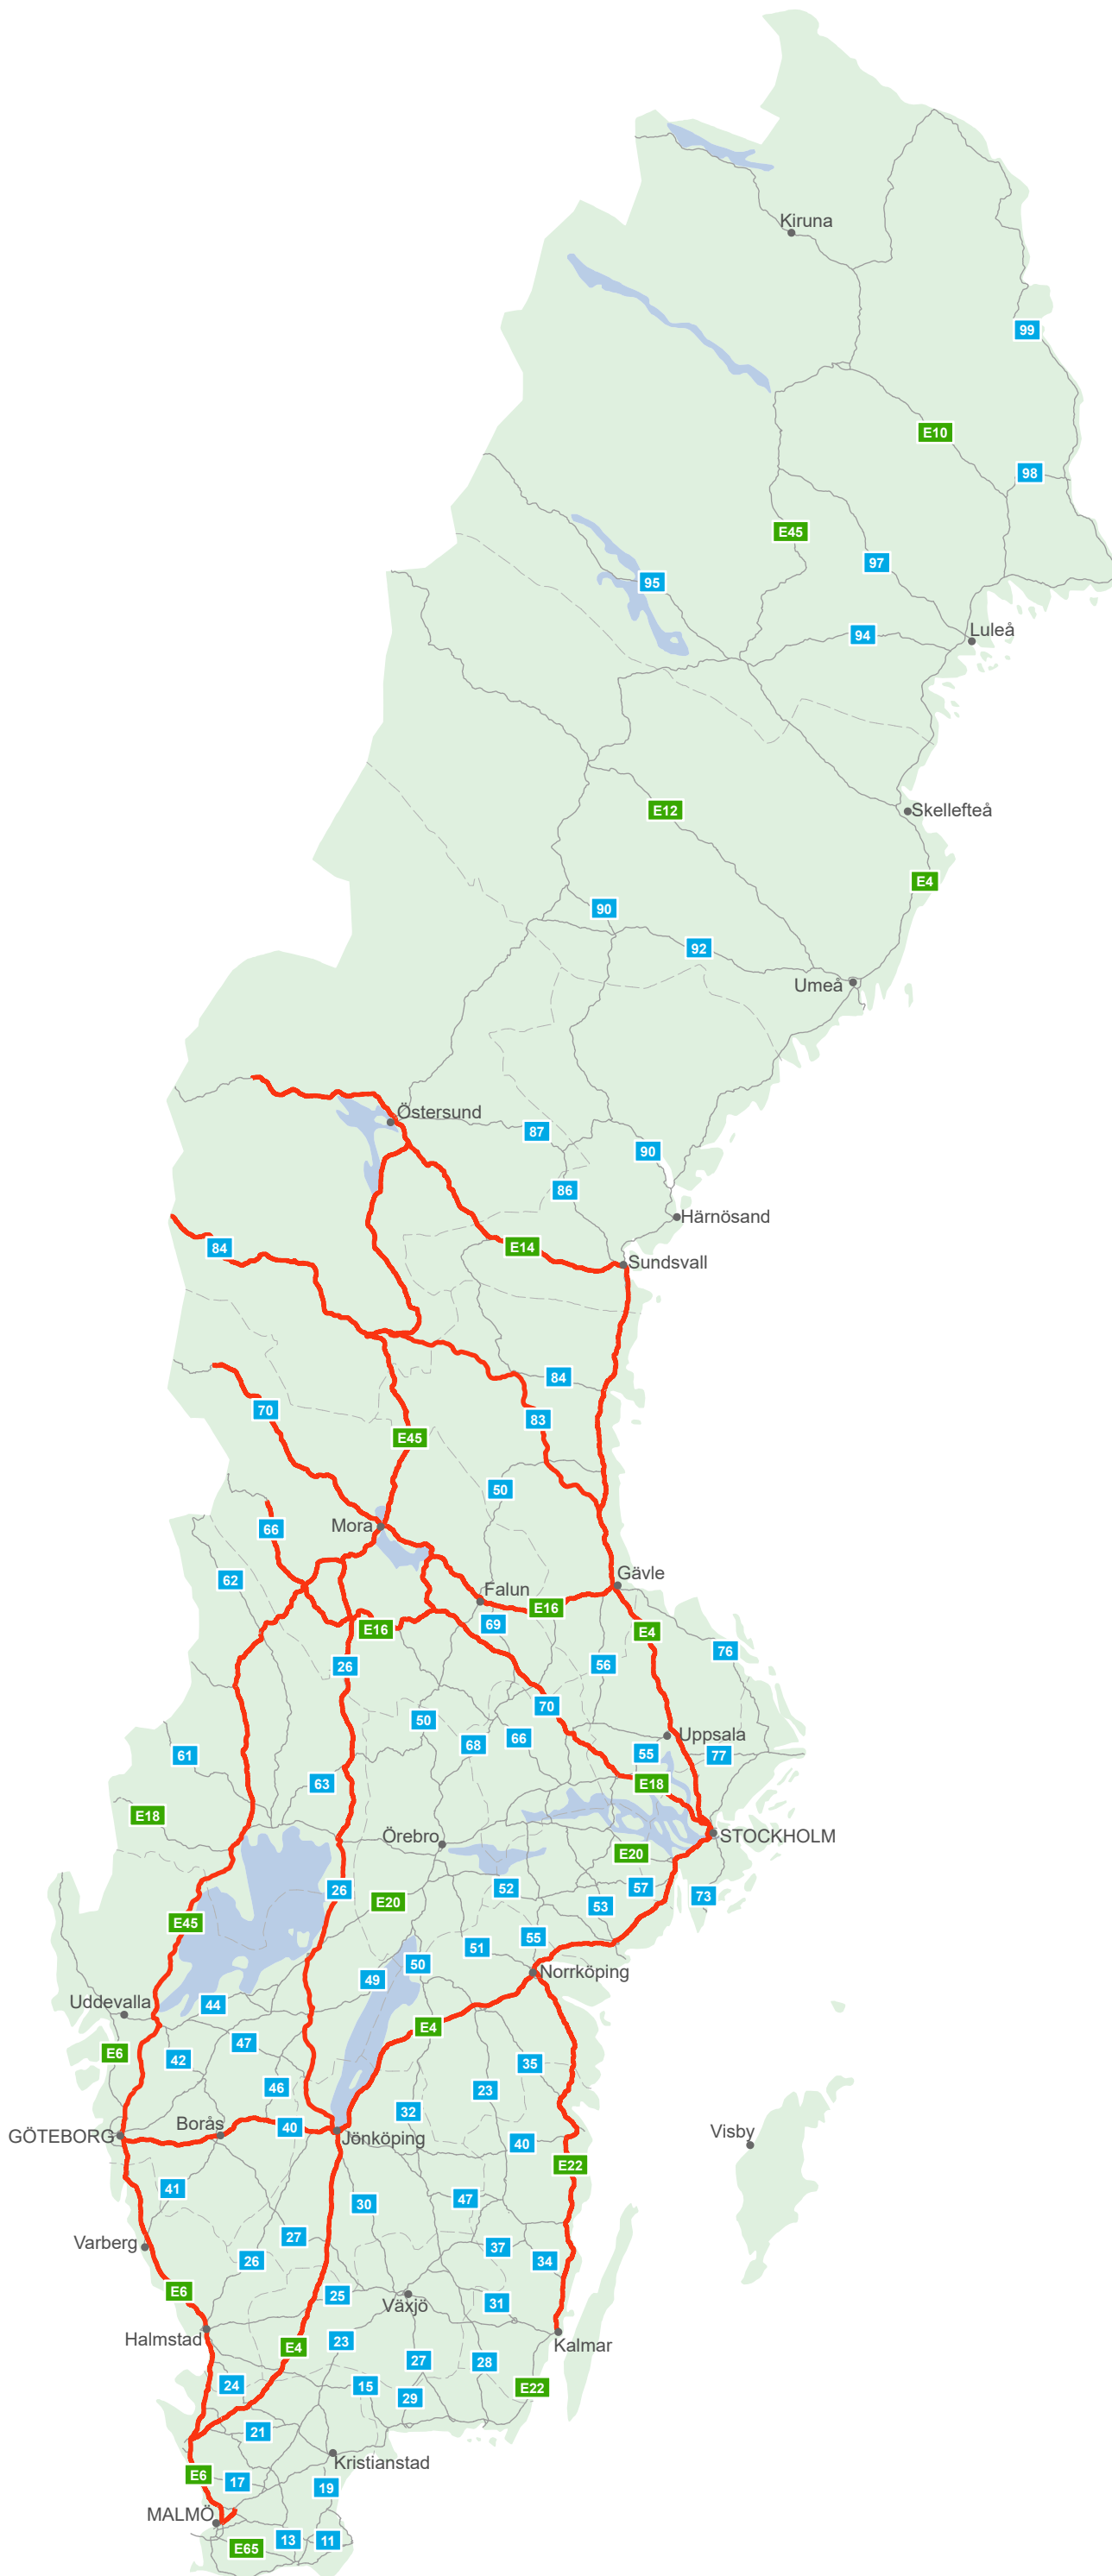 Kiruna
99
E10
98
E45
97
95
Luleå
94
E12
Skellefteå
E4
90
92
Umeå
Östersund
87
90
86
Härnösand
84
E14
Sundsvall
84
70
83
E45
50
66
Mora
62
Gävle
Falun
E16
69
E16
E4
76
26
56
70
50
Uppsala
66
68
61
55
77
63
E18
E18
Örebro
STOCKHOLM
E20
52
57
26
73
E20
53
E45
55
51
50
Norrköping
49
Uddevalla
44
E4
47
E6
42
35
46
23
32
Borås
40
GÖTEBORG
Jönköping
Visby
40
E22
41
47
30
27
Varberg
37
26
34
E6
25
31
Växjö
Halmstad
23
Kalmar
E4
27
28
24
15
E22
29
21
Kristianstad
E6
17
19
MALMÖ
13
11
E65